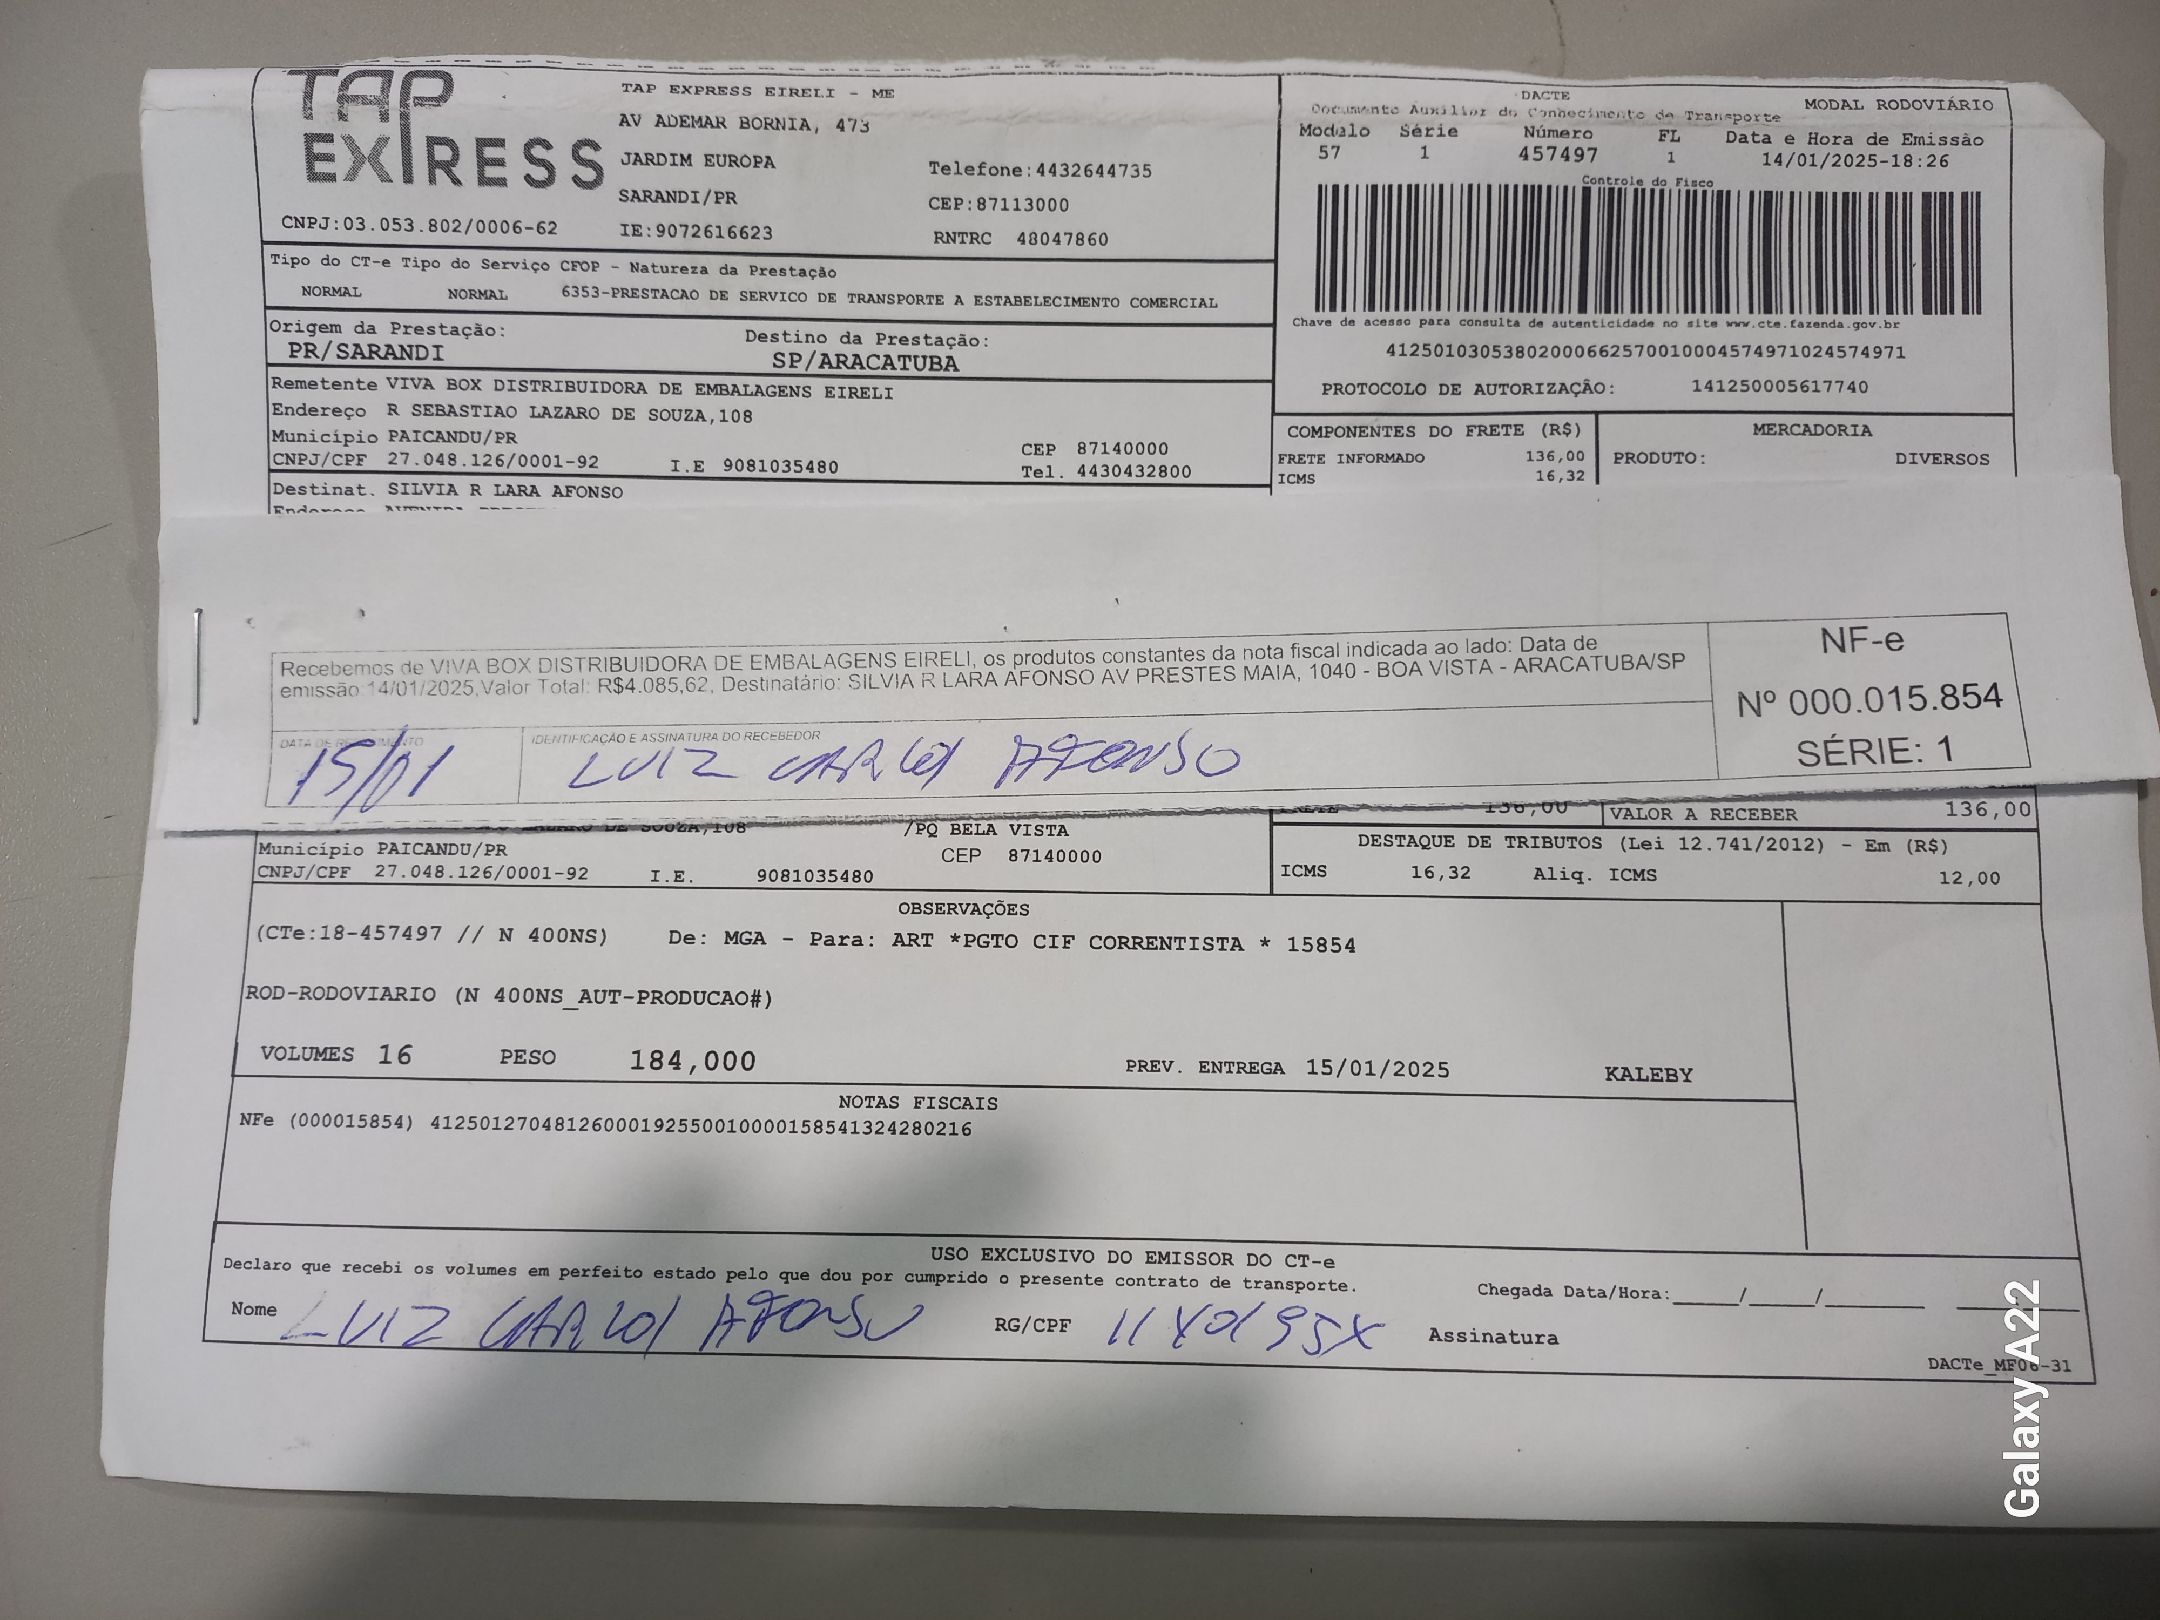 TAP EXPRESS
TAP EXPRESS EIRELI - ME
AV ADEMAR BORNIA, 473
JARDIM EUROPA
Telefone:4432644735
SARANDI/PR
CEP:87113000
CNPJ:03.053.802/0006-62
IE:9072616623
RNTRC 48047860
DACTE
MODAL RODOVIÁRIO
Documento Auxiliar do Conhecimento de Transporte
Modelo Série Número FL Data e Hora de Emissão
57 1 457497 1 14/01/2025-18:26
Controle do Fisco
Chave de acesso para consulta de autenticidade no site www.cte.fazenda.gov.br
41250103053802000662570010004574971024574971
PROTOCOLO DE AUTORIZAÇÃO: 141250005617740
Tipo do CT-e Tipo do Serviço CFOP - Natureza da Prestação
NORMAL NORMAL 6353-PRESTACAO DE SERVICO DE TRANSPORTE A ESTABELECIMENTO COMERCIAL
Origem da Prestação: Destino da Prestação:
PR/SARANDI SP/ARACATUBA
Remetente VIVA BOX DISTRIBUIDORA DE EMBALAGENS EIRELI
Endereço R SEBASTIAO LAZARO DE SOUZA,108
Município PAICANDU/PR CEP 87140000
CNPJ/CPF 27.048.126/0001-92 I.E 9081035480 Tel. 4430432800
Destinat. SILVIA R LARA AFONSO
COMPONENTES DO FRETE (R$) MERCADORIA
FRETE INFORMADO 136,00 PRODUTO: DIVERSOS
ICMS 16,32
Recebemos de VIVA BOX DISTRIBUIDORA DE EMBALAGENS EIRELI, os produtos constantes da nota fiscal indicada ao lado: Data de
emissão:14/01/2025,Valor Total: R$4.085,62, Destinatário: SILVIA R LARA AFONSO AV PRESTES MAIA, 1040 - BOA VISTA - ARACATUBA/SP
NF-e
Nº 000.015.854
SÉRIE: 1
DATA DE RECEBIMENTO IDENTIFICAÇÃO E ASSINATURA DO RECEBEDOR
15/01 LUIZ CARLOS AFONSO
136,00 VALOR A RECEBER 136,00
DE SOUZA,108 /PQ BELA VISTA
Município PAICANDU/PR CEP 87140000
CNPJ/CPF 27.048.126/0001-92 I.E. 9081035480
DESTAQUE DE TRIBUTOS (Lei 12.741/2012) - Em (R$)
ICMS 16,32 Aliq. ICMS 12,00
OBSERVAÇÕES
(CTe:18-457497 // N 400NS) De: MGA - Para: ART *PGTO CIF CORRENTISTA * 15854
ROD-RODOVIARIO (N 400NS_AUT-PRODUCAO#)
VOLUMES 16 PESO 184,000 PREV. ENTREGA 15/01/2025 KALEBY
NOTAS FISCAIS
NFe (000015854) 41250127048126000192550010000158541324280216
USO EXCLUSIVO DO EMISSOR DO CT-e
Declaro que recebi os volumes em perfeito estado pelo que dou por cumprido o presente contrato de transporte.
Chegada Data/Hora:_____/_____/_____
Nome LUIZ CARLOS AFONSO RG/CPF Assinatura
DACTe_MF06-31
Galaxy A22